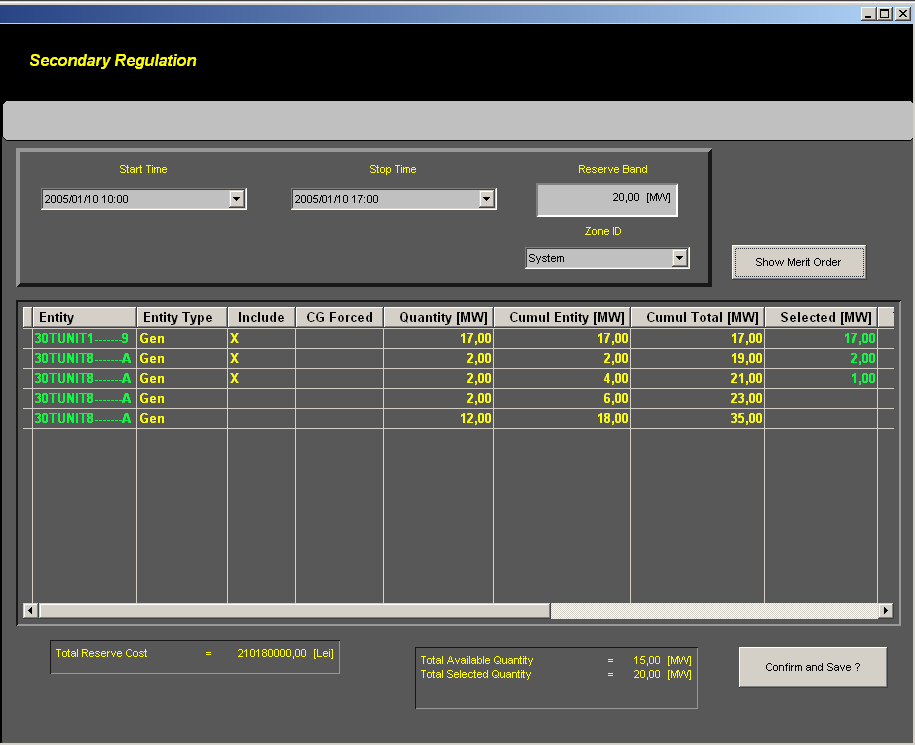 Secondary Regulation
Start Time Stop Time Reserve Band
2005/01/10 10:00 2005/01/10 17:00 20,00 [MW]
Zone ID
System
Show Merit Order
Entity Entity Type Include CG Forced Quantity [MW] Cumul Entity [MW] Cumul Total [MW] Selected [MW]
30TUNIT1-------9 Gen X 17,00 17,00 17,00 17,00
30TUNIT8-------A Gen X 2,00 2,00 19,00 2,00
30TUNIT8-------A Gen X 2,00 4,00 21,00 1,00
30TUNIT8-------A Gen 2,00 6,00 23,00
30TUNIT8-------A Gen 12,00 18,00 35,00
Total Reserve Cost = 210180000,00 [Lei]
Total Available Quantity = 15,00 [MW]
Total Selected Quantity = 20,00 [MW]
Confirm and Save ?